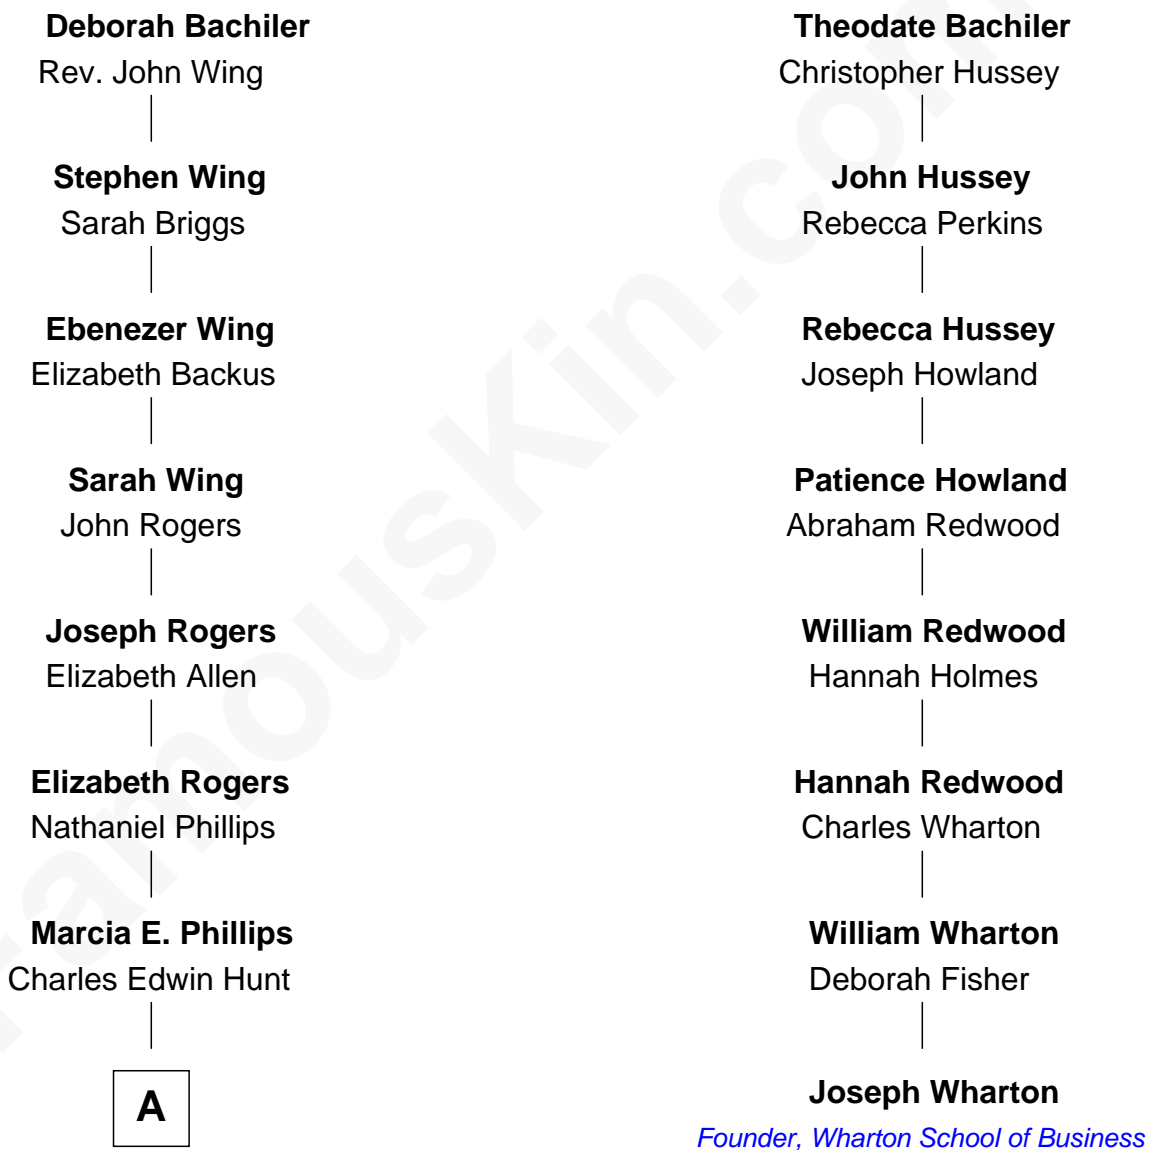 Deborah Bachiler
Rev. John Wing
Stephen Wing
Sarah Briggs
Ebenezer Wing
Elizabeth Backus
Sarah Wing
John Rogers
Joseph Rogers
Elizabeth Allen
Elizabeth Rogers
Nathaniel Phillips
Marcia E. Phillips
Charles Edwin Hunt
A
Theodate Bachiler
Christopher Hussey
John Hussey
Rebecca Perkins
Rebecca Hussey
Joseph Howland
Patience Howland
Abraham Redwood
William Redwood
Hannah Holmes
Hannah Redwood
Charles Wharton
William Wharton
Deborah Fisher
Joseph Wharton
Founder, Wharton School of Business
FamousKin.com